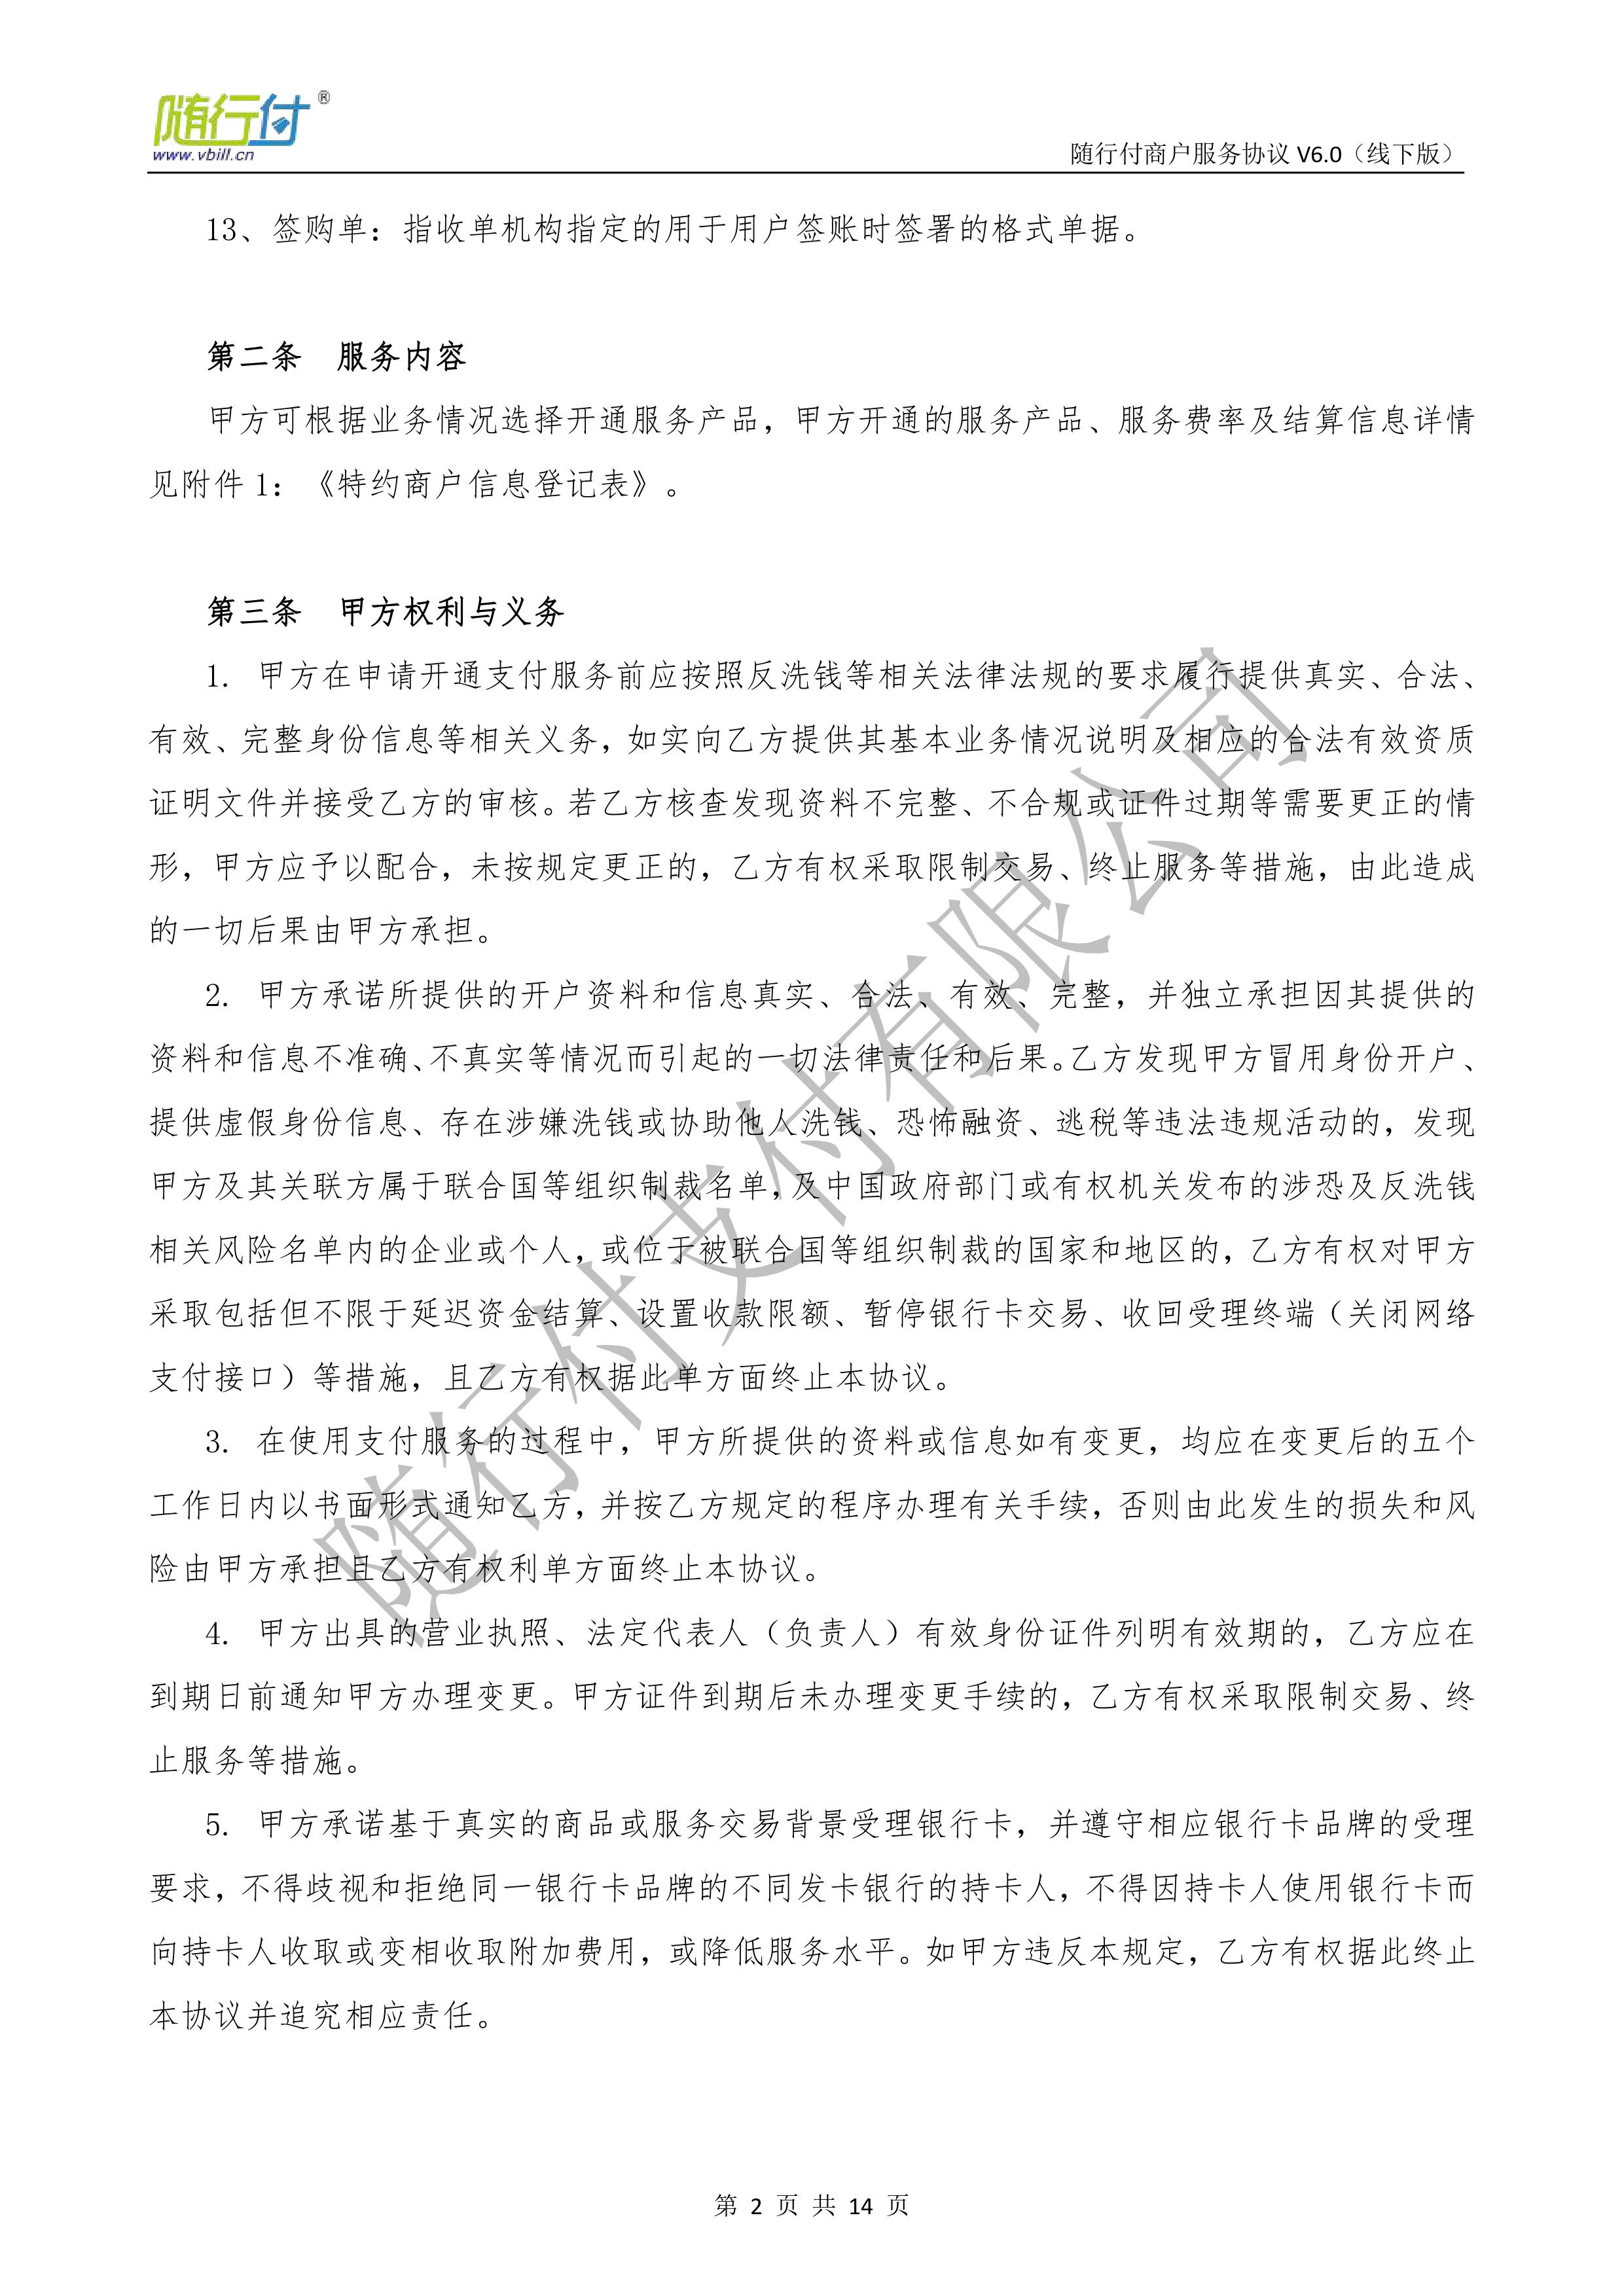 随行付®
www.vbill.cn
随行付商户服务协议 V6.0（线下版）
13、签购单：指收单机构指定的用于用户签账时签署的格式单据。
第二条 服务内容
甲方可根据业务情况选择开通服务产品，甲方开通的服务产品、服务费率及结算信息详情
见附件 1：《特约商户信息登记表》。
第三条 甲方权利与义务
1. 甲方在申请开通支付服务前应按照反洗钱等相关法律法规的要求履行提供真实、合法、
有效、完整身份信息等相关义务，如实向乙方提供其基本业务情况说明及相应的合法有效资质
证明文件并接受乙方的审核。若乙方核查发现资料不完整、不合规或证件过期等需要更正的情
形，甲方应予以配合，未按规定更正的，乙方有权采取限制交易、终止服务等措施，由此造成
的一切后果由甲方承担。
2. 甲方承诺所提供的开户资料和信息真实、合法、有效、完整，并独立承担因其提供的
资料和信息不准确、不真实等情况而引起的一切法律责任和后果。乙方发现甲方冒用身份开户、
提供虚假身份信息、存在涉嫌洗钱或协助他人洗钱、恐怖融资、逃税等违法违规活动的，发现
甲方及其关联方属于联合国等组织制裁名单，及中国政府部门或有权机关发布的涉恐及反洗钱
相关风险名单内的企业或个人，或位于被联合国等组织制裁的国家和地区的，乙方有权对甲方
采取包括但不限于延迟资金结算、设置收款限额、暂停银行卡交易、收回受理终端（关闭网络
支付接口）等措施，且乙方有权据此单方面终止本协议。
3. 在使用支付服务的过程中，甲方所提供的资料或信息如有变更，均应在变更后的五个
工作日内以书面形式通知乙方，并按乙方规定的程序办理有关手续，否则由此发生的损失和风
险由甲方承担且乙方有权利单方面终止本协议。
4. 甲方出具的营业执照、法定代表人（负责人）有效身份证件列明有效期的，乙方应在
到期日前通知甲方办理变更。甲方证件到期后未办理变更手续的，乙方有权采取限制交易、终
止服务等措施。
5. 甲方承诺基于真实的商品或服务交易背景受理银行卡，并遵守相应银行卡品牌的受理
要求，不得歧视和拒绝同一银行卡品牌的不同发卡银行的持卡人，不得因持卡人使用银行卡而
向持卡人收取或变相收取附加费用，或降低服务水平。如甲方违反本规定，乙方有权据此终止
本协议并追究相应责任。
随行付支付有限公司
第 2 页 共 14 页